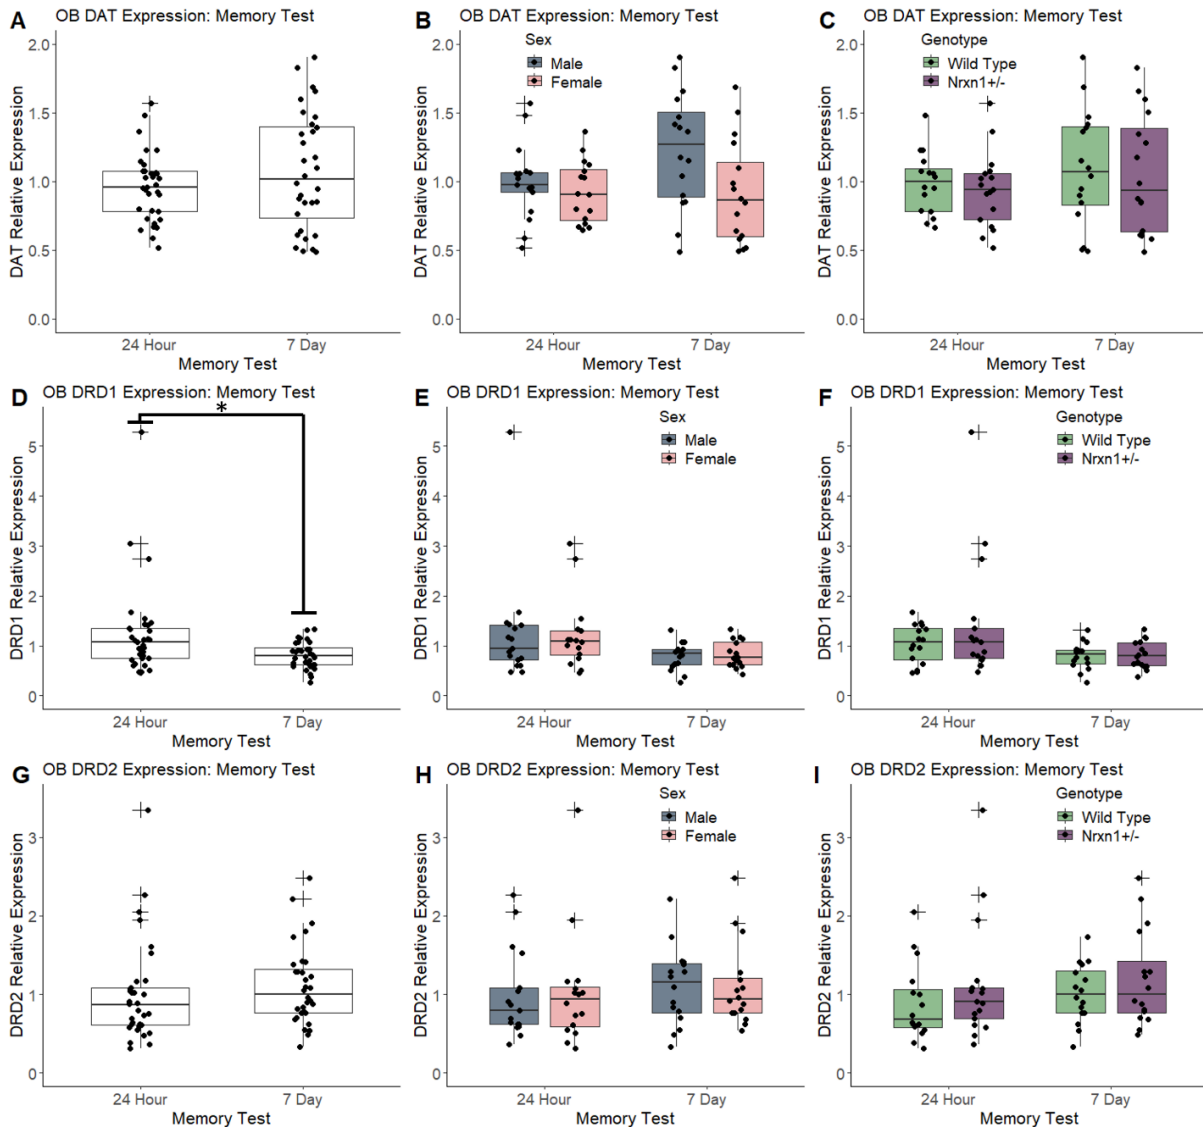 A OB DAT Expression: Memory Test
2.0
1.5
1.0
0.5
0.0
DAT Relative Expression
24 Hour 7 Day
Memory Test
B OB DAT Expression: Memory Test
Sex
Male
Female
2.0
1.5
1.0
0.5
0.0
DAT Relative Expression
24 Hour 7 Day
Memory Test
C OB DAT Expression: Memory Test
Genotype
Wild Type
Nrxn1+/-
2.0
1.5
1.0
0.5
0.0
DAT Relative Expression
24 Hour 7 Day
Memory Test
D OB DRD1 Expression: Memory Test
*
5
4
3
2
1
0
DRD1 Relative Expression
24 Hour 7 Day
Memory Test
E OB DRD1 Expression: Memory Test
Sex
Male
Female
5
4
3
2
1
0
DRD1 Relative Expression
24 Hour 7 Day
Memory Test
F OB DRD1 Expression: Memory Test
Genotype
Wild Type
Nrxn1+/-
5
4
3
2
1
0
DRD1 Relative Expression
24 Hour 7 Day
Memory Test
G OB DRD2 Expression: Memory Test
3
2
1
0
DRD2 Relative Expression
24 Hour 7 Day
Memory Test
H OB DRD2 Expression: Memory Test
Sex
Male
Female
3
2
1
0
DRD2 Relative Expression
24 Hour 7 Day
Memory Test
I OB DRD2 Expression: Memory Test
Genotype
Wild Type
Nrxn1+/-
3
2
1
0
DRD2 Relative Expression
24 Hour 7 Day
Memory Test